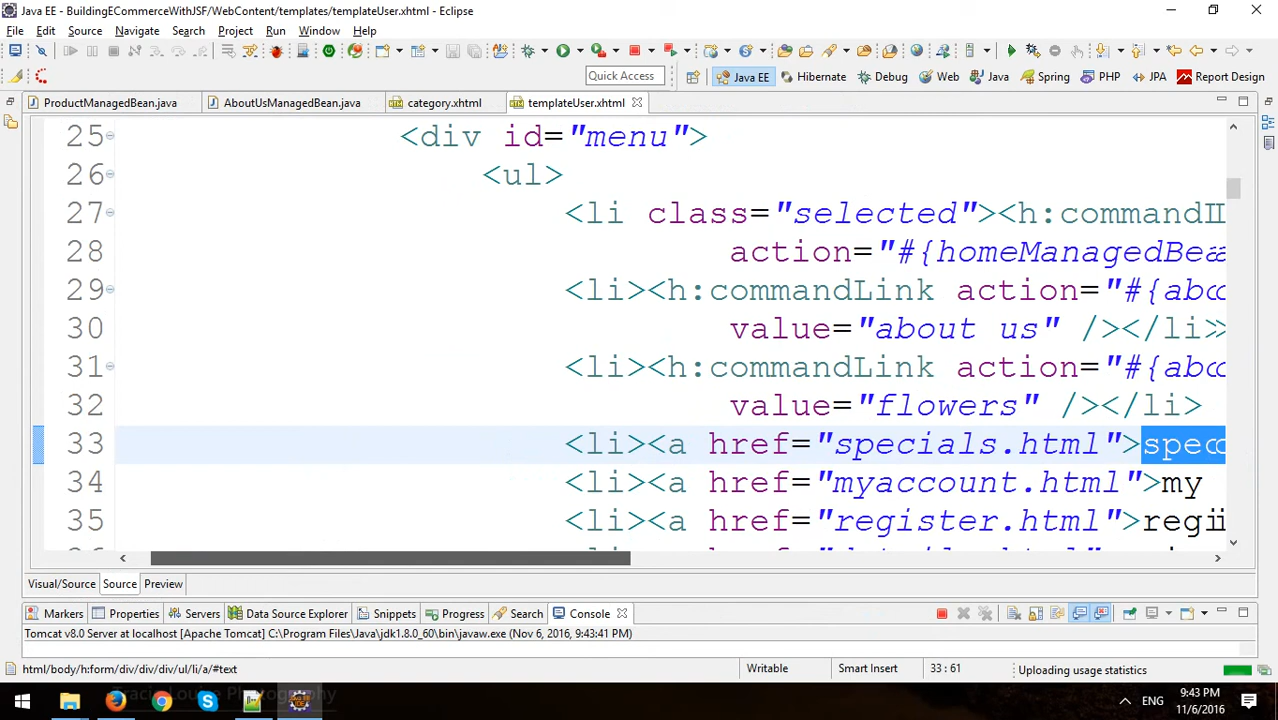 Java EE - BuildingECommerceWithJSF/WebContent/templates/templateUser.xhtml - Eclipse
File Edit Source Navigate Search Project Run Window Help
Quick Access Java EE Hibernate Debug Web Java Spring PHP JPA Report Design
ProductManagedBean.java AboutUsManagedBean.java category.xhtml templateUser.xhtml
25 <div id="menu">
26 <ul>
27 <li class="selected"><h:commandl
28 action="#{homeManagedBea
29 <li><h:commandLink action="#{abo
30 value="about us" /></li>
31 <li><h:commandLink action="#{abo
32 value="flowers" /></li>
33 <li><a href="specials.html">spec
34 <li><a href="myaccount.html">my
35 <li><a href="register.html">regi
Visual/Source Source Preview
Markers Properties Servers Data Source Explorer Snippets Progress Search Console
Tomcat v8.0 Server at localhost [Apache Tomcat] C:\Program Files\Java\jdk1.8.0_60\bin\javaw.exe (Nov 6, 2016, 9:43:41 PM)
html/body/h:form/div/div/div/ul/li/a/#text Writable Smart Insert 33 : 61 Uploading usage statistics
ENG 9:43 PM
11/6/2016